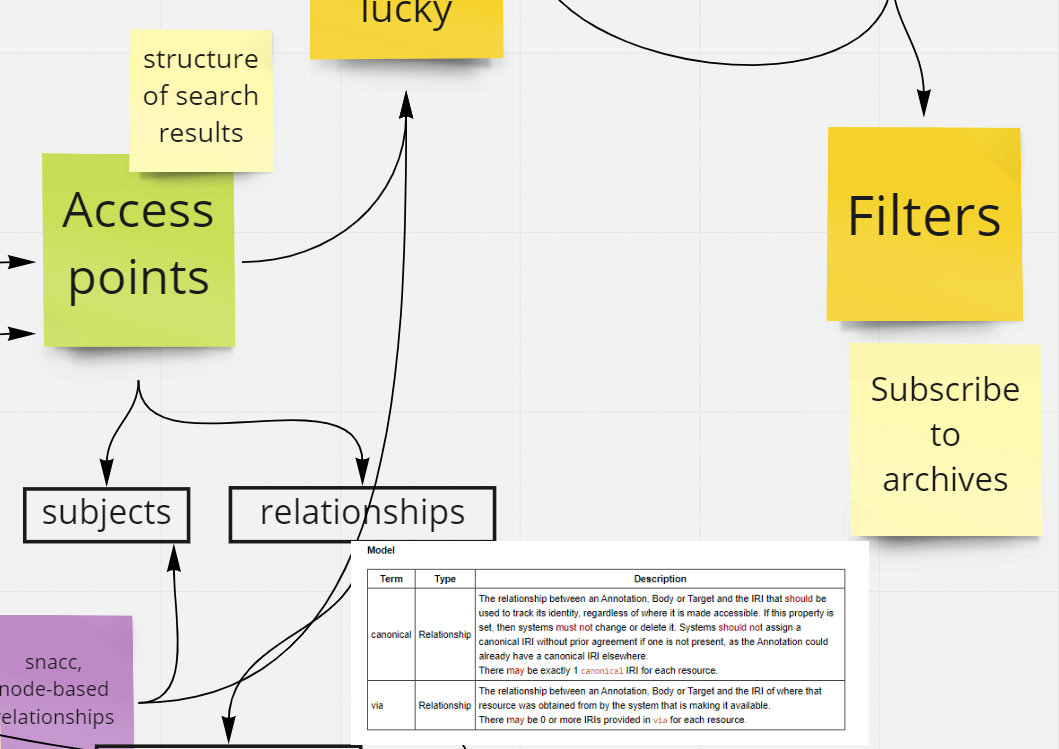 lucky
structure
of search
results
Access
points
Filters
Subscribe
to
archives
subjects
relationships
Model
Term Type Description
canonical Relationship The relationship between an Annotation, Body or Target and the IRI that should be
used to track its identity, regardless of where it is made accessible. If this property is
set, then systems must not change or delete it. Systems should not assign a
canonical IRI without prior agreement if one is not present, as the Annotation could
already have a canonical IRI elsewhere.
There may be exactly 1 canonical IRI for each resource.
via Relationship The relationship between an Annotation, Body or Target and the IRI of where that
resource was obtained from by the system that is making it available.
There may be 0 or more IRIs provided in via for each resource.
snacc,
node-based
relationships